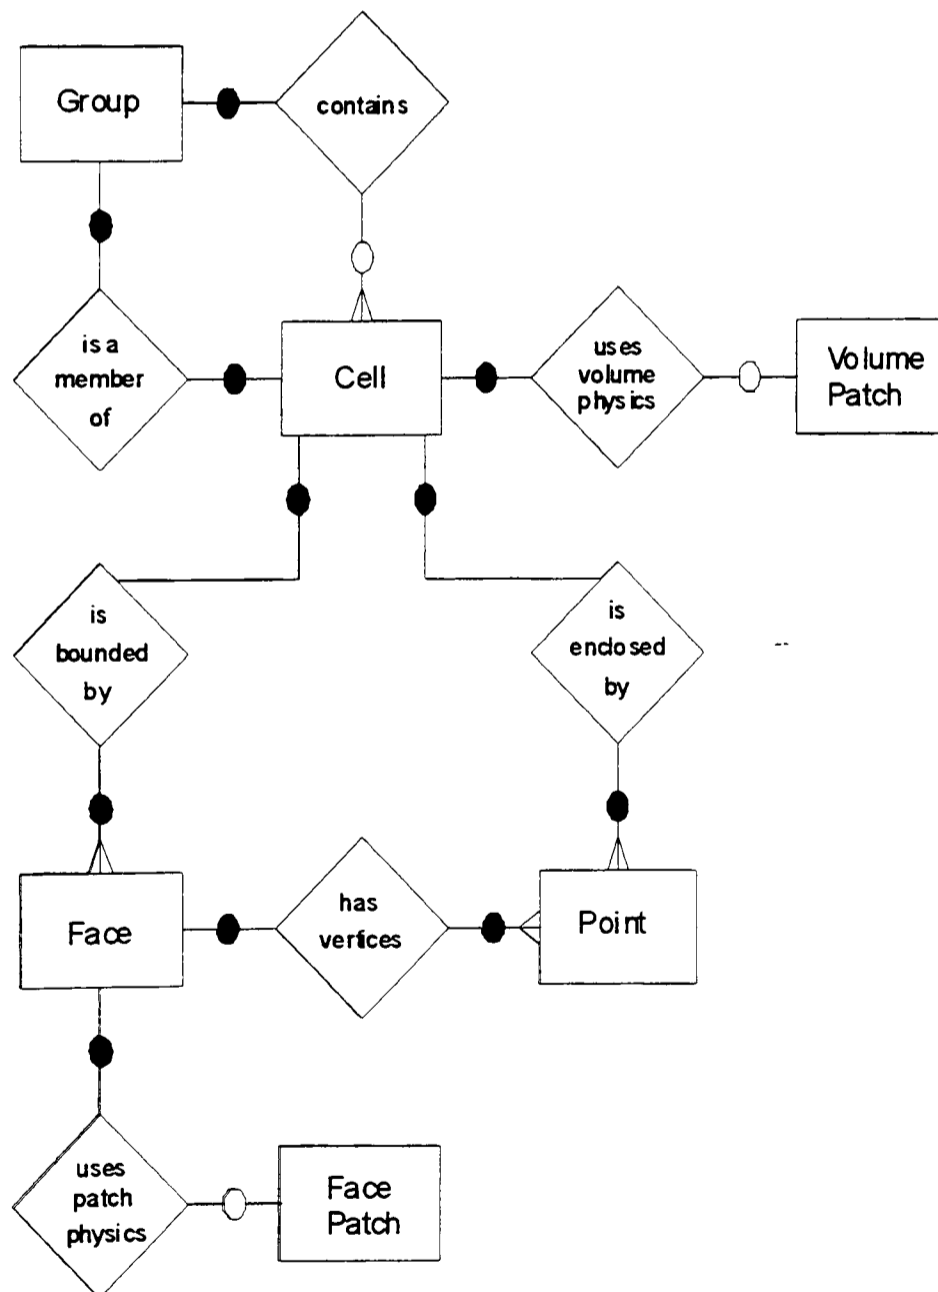 Group
contains
is a
member
of
Cell
uses
volume
physics
Volume
Patch
is
bounded
by
is
enclosed
by
--
Face
has
vertices
Point
uses
patch
physics
Face
Patch